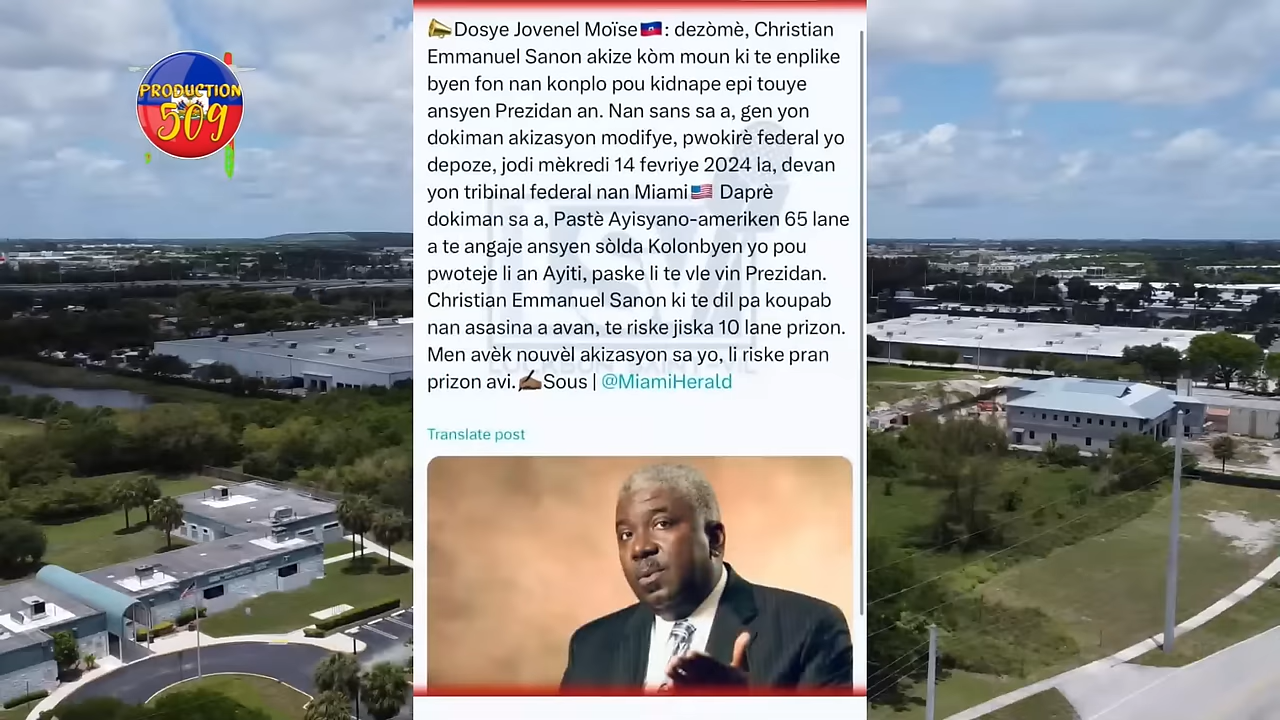 PRODUCTION
509
📣Dosye Jovenel Moïse🇭🇹: dezòmè, Christian
Emmanuel Sanon akize kòm moun ki te enplike
byen fon nan konplo pou kidnape epi touye
ansyen Prezidan an. Nan sans sa a, gen yon
dokiman akizasyon modifye, pwokirè federal yo
depoze, jodi mèkredi 14 fevriye 2024 la, devan
yon tribinal federal nan Miami🇺🇸 Daprè
dokiman sa a, Pastè Ayisyano-ameriken 65 lane
a te angaje ansyen sòlda Kolonbyen yo pou
pwoteje li an Ayiti, paske li te vle vin Prezidan.
Christian Emmanuel Sanon ki te dil pa koupab
nan asasina a avan, te riske jiska 10 lane prizon.
Men avèk nouvèl akizasyon sa yo, li riske pran
prizon avi.✍🏾Sous | @MiamiHerald
Translate post